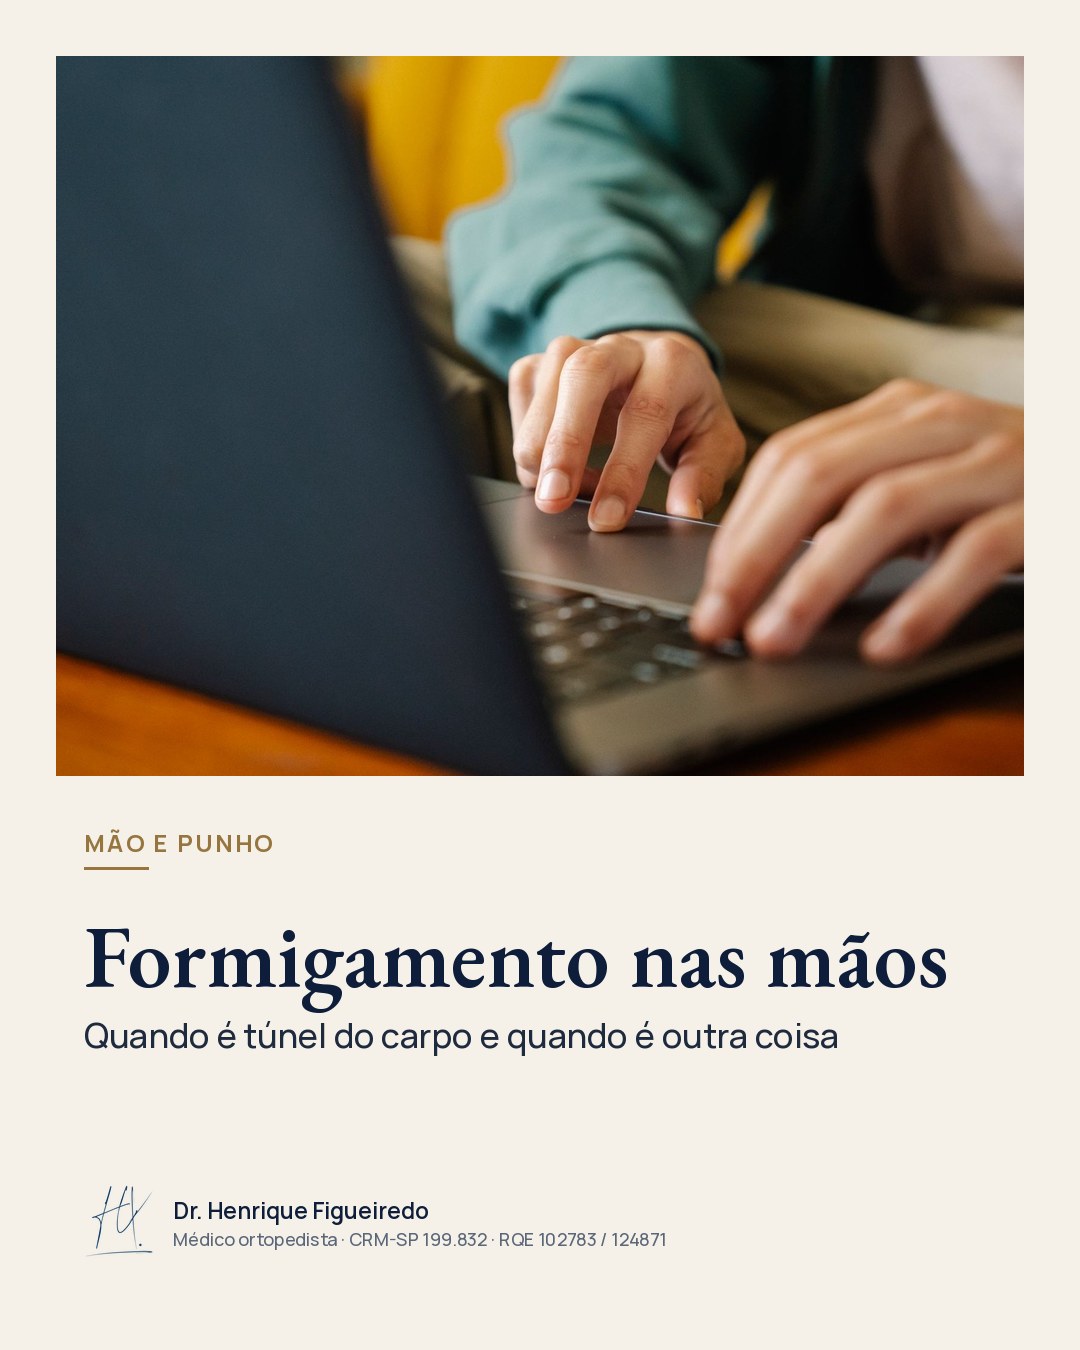 MÃO E PUNHO
Formigamento nas mãos
Quando é túnel do carpo e quando é outra coisa
Dr. Henrique Figueiredo
Médico ortopedista · CRM-SP 199.832 · RQE 102783 / 124871